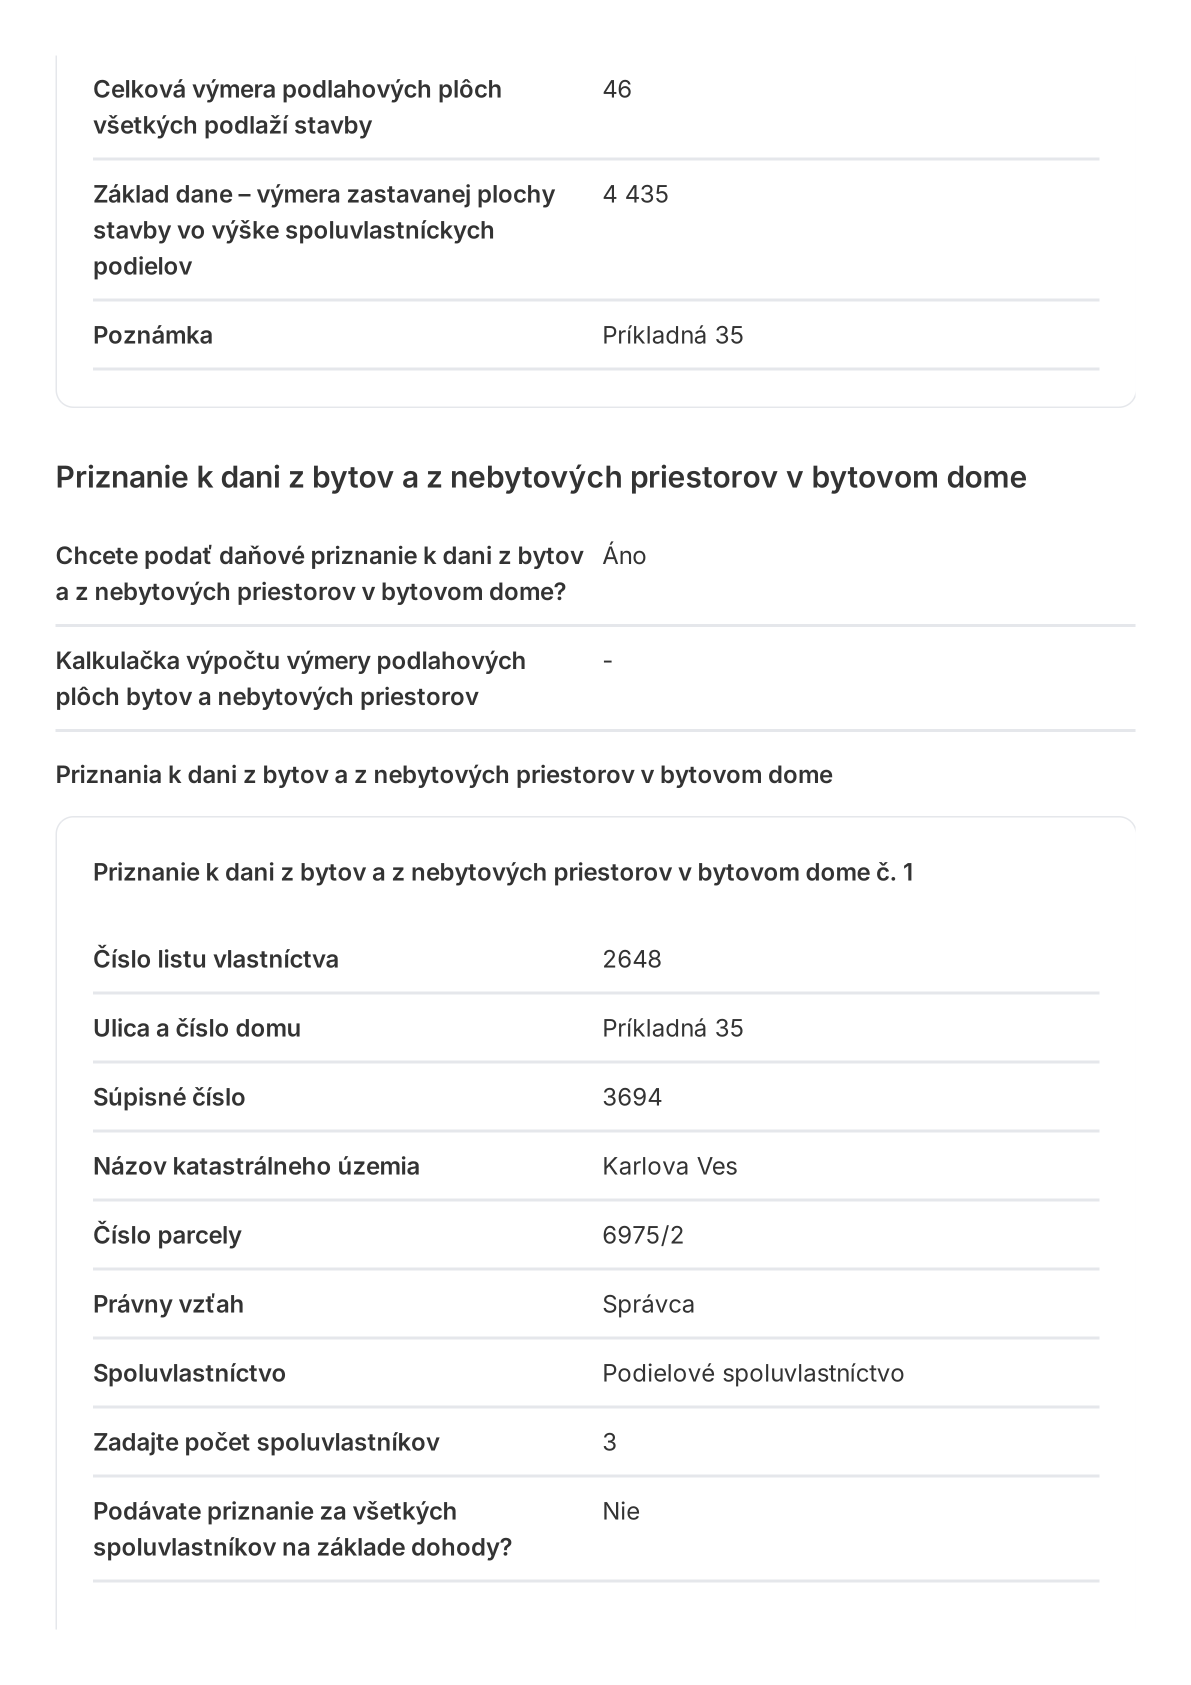 Celková výmera podlahových plôch 46
všetkých podlaží stavby
Základ dane – výmera zastavanej plochy 4 435
stavby vo výške spoluvlastníckych
podielov
Poznámka Príkladná 35
Priznanie k dani z bytov a z nebytových priestorov v bytovom dome
Chcete podať daňové priznanie k dani z bytov Áno
a z nebytových priestorov v bytovom dome?
Kalkulačka výpočtu výmery podlahových -
plôch bytov a nebytových priestorov
Priznania k dani z bytov a z nebytových priestorov v bytovom dome
Priznanie k dani z bytov a z nebytových priestorov v bytovom dome č. 1
Číslo listu vlastníctva 2648
Ulica a číslo domu Príkladná 35
Súpisné číslo 3694
Názov katastrálneho územia Karlova Ves
Číslo parcely 6975/2
Právny vzťah Správca
Spoluvlastníctvo Podielové spoluvlastníctvo
Zadajte počet spoluvlastníkov 3
Podávate priznanie za všetkých Nie
spoluvlastníkov na základe dohody?